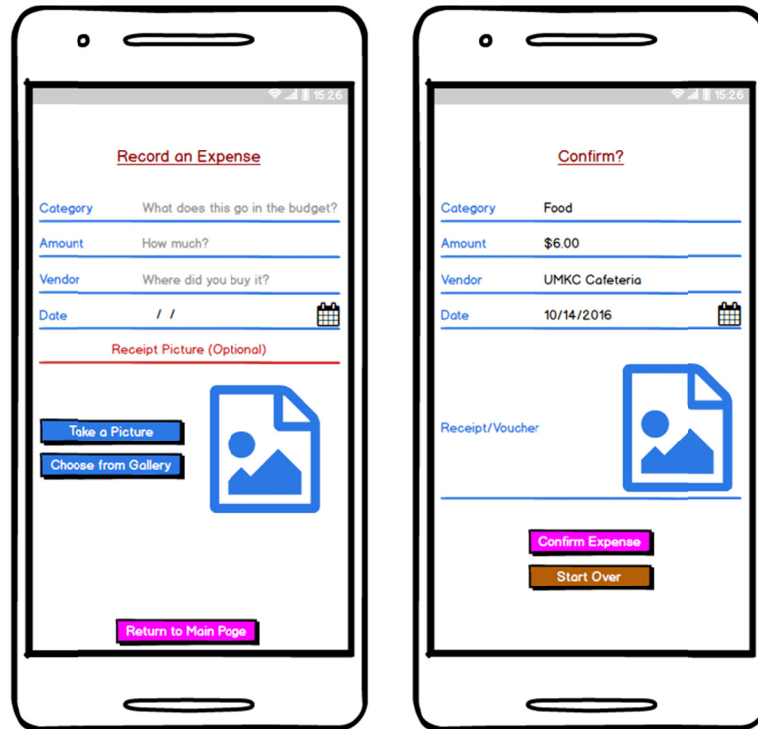 15:26
Record an Expense
Category What does this go in the budget?
Amount How much?
Vendor Where did you buy it?
Date / /
Receipt Picture (Optional)
Take a Picture
Choose from Gallery
Return to Main Page
15:26
Confirm?
Category Food
Amount $6.00
Vendor UMKC Cafeteria
Date 10/14/2016
Receipt/Voucher
Confirm Expense
Start Over